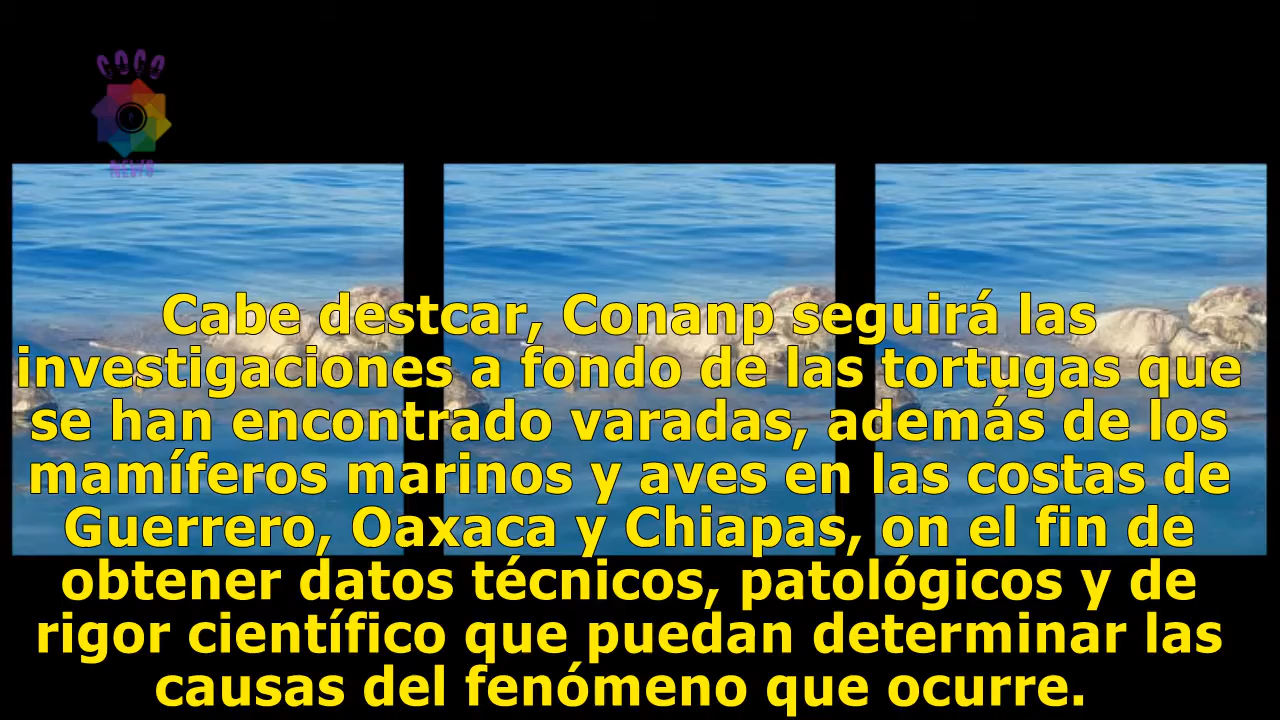 COCO
NEWS
Cabe destcar, Conanp seguirá las
investigaciones a fondo de las tortugas que
se han encontrado varadas, además de los
mamíferos marinos y aves en las costas de
Guerrero, Oaxaca y Chiapas, on el fin de
obtener datos técnicos, patológicos y de
rigor científico que puedan determinar las
causas del fenómeno que ocurre.